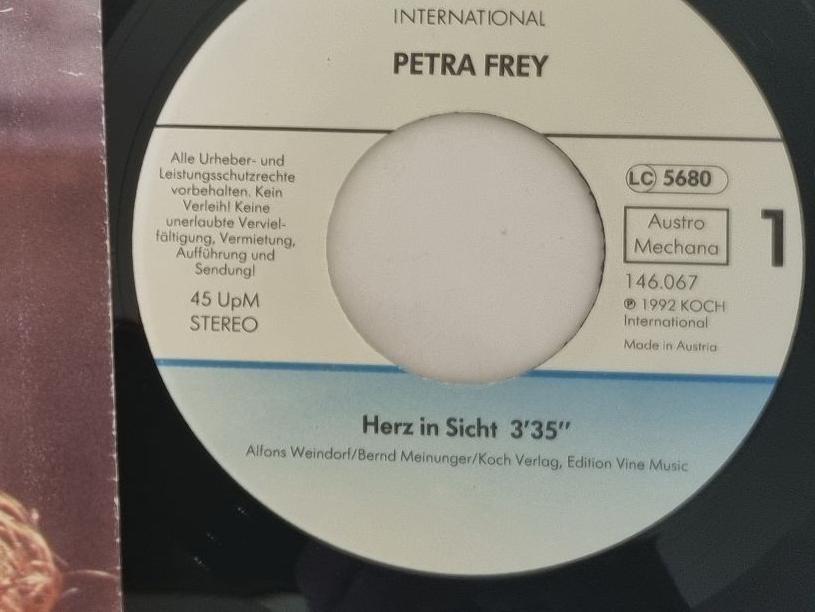 INTERNATIONAL
PETRA FREY
Alle Urheber- und
Leistungsschutzrechte
vorbehalten. Kein
Verleih! Keine
unerlaubte Verviel-
fältigung, Vermietung,
Aufführung und
Sendung!
45 UpM
STEREO
LC 5680
Austro
Mechana
1
146.067
℗ 1992 KOCH
International
Made in Austria
Herz in Sicht 3'35"
Alfons Weindorf/Bernd Meinunger/Koch Verlag, Edition Vine Music